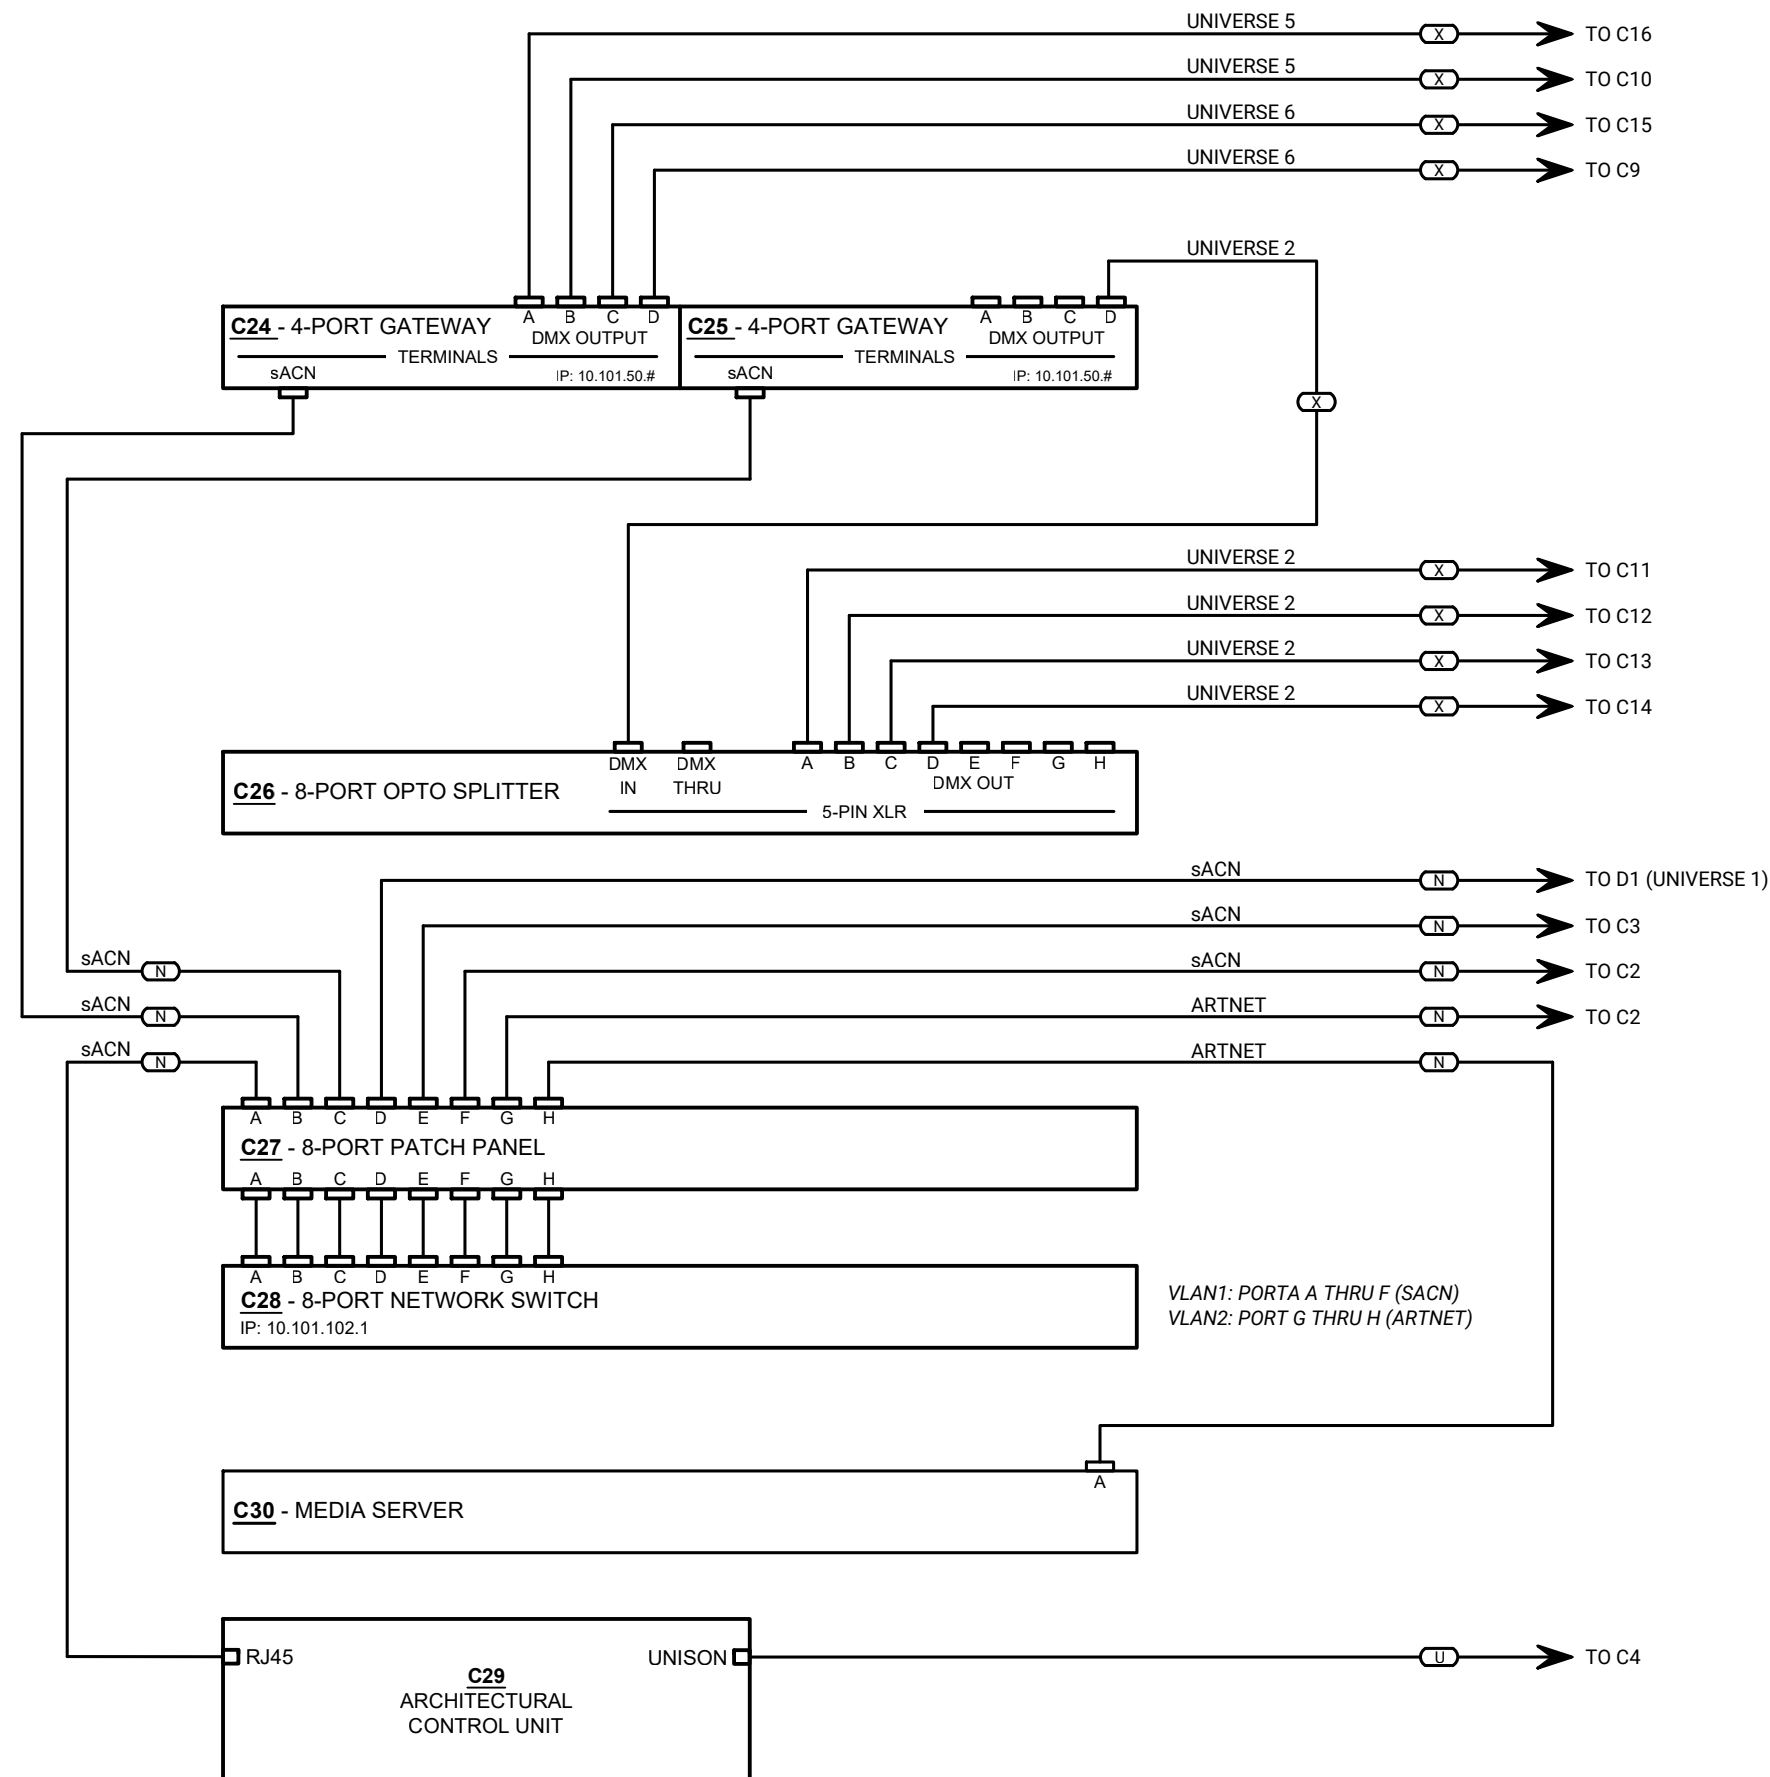 UNIVERSE 5
X
TO C16
UNIVERSE 5
X
TO C10
UNIVERSE 6
X
TO C15
UNIVERSE 6
X
TO C9
UNIVERSE 2
X
C24 - 4-PORT GATEWAY
A B C D
DMX OUTPUT
TERMINALS
sACN
IP: 10.101.50.#
C25 - 4-PORT GATEWAY
A B C D
DMX OUTPUT
TERMINALS
sACN
IP: 10.101.50.#
UNIVERSE 2
X
TO C11
UNIVERSE 2
X
TO C12
UNIVERSE 2
X
TO C13
UNIVERSE 2
X
TO C14
C26 - 8-PORT OPTO SPLITTER
DMX
IN
DMX
THRU
A B C D E F G H
DMX OUT
5-PIN XLR
sACN
N
TO D1 (UNIVERSE 1)
sACN
N
TO C3
sACN
N
sACN
N
TO C2
sACN
N
ARTNET
N
TO C2
sACN
N
ARTNET
N
A B C D E F G H
C27 - 8-PORT PATCH PANEL
A B C D E F G H
A B C D E F G H
C28 - 8-PORT NETWORK SWITCH
IP: 10.101.102.1
VLAN1: PORTA A THRU F (SACN)
VLAN2: PORT G THRU H (ARTNET)
A
C30 - MEDIA SERVER
RJ45
UNISON
U
TO C4
C29
ARCHITECTURAL
CONTROL UNIT